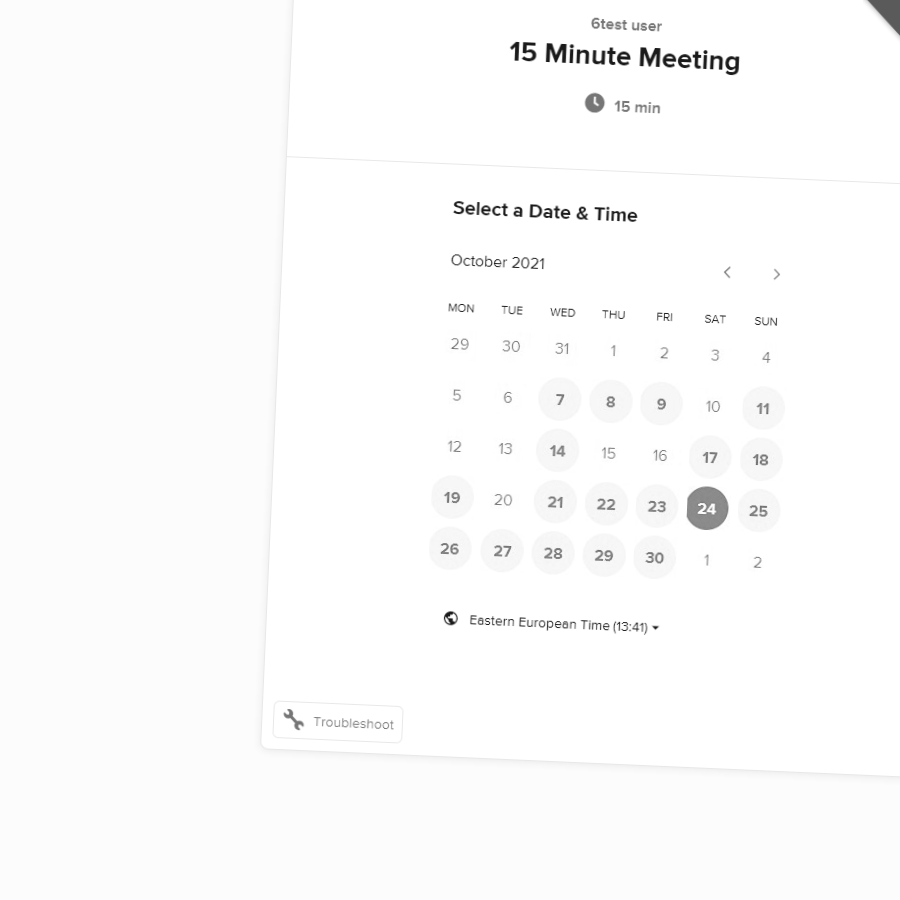 6test user
15 Minute Meeting
15 min
Select a Date & Time
October 2021
MON TUE WED THU FRI SAT SUN
29 30 31 1 2 3 4
5 6 7 8 9 10 11
12 13 14 15 16 17 18
19 20 21 22 23 24 25
26 27 28 29 30 1 2
Eastern European Time (13:41)
Troubleshoot